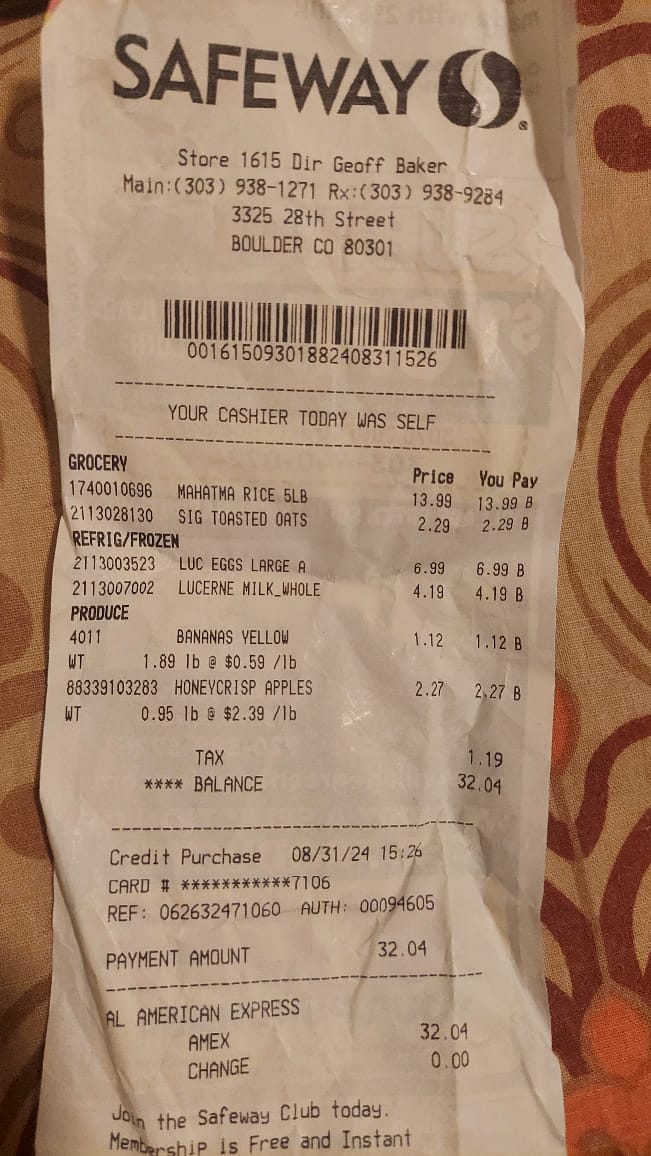 SAFEWAY ®
Store 1615 Dir Geoff Baker
Main:(303) 938-1271 Rx:(303) 938-9284
3325 28th Street
BOULDER CO 80301
00161509301882408311526
YOUR CASHIER TODAY WAS SELF
GROCERY Price You Pay
1740010696 MAHATMA RICE 5LB 13.99 13.99 B
2113028130 SIG TOASTED OATS 2.29 2.29 B
REFRIG/FROZEN
2113003523 LUC EGGS LARGE A 6.99 6.99 B
2113007002 LUCERNE MILK_WHOLE 4.19 4.19 B
PRODUCE
4011 BANANAS YELLOW 1.12 1.12 B
WT 1.89 lb @ $0.59 /lb
88339103283 HONEYCRISP APPLES 2.27 2.27 B
WT 0.95 lb @ $2.39 /lb
TAX 1.19
**** BALANCE 32.04
Credit Purchase 08/31/24 15:26
CARD # ***********7106
REF: 062632471060 AUTH: 00094605
PAYMENT AMOUNT 32.04
AL AMERICAN EXPRESS
AMEX 32.04
CHANGE 0.00
Join the Safeway Club today.
Membership is Free and Instant